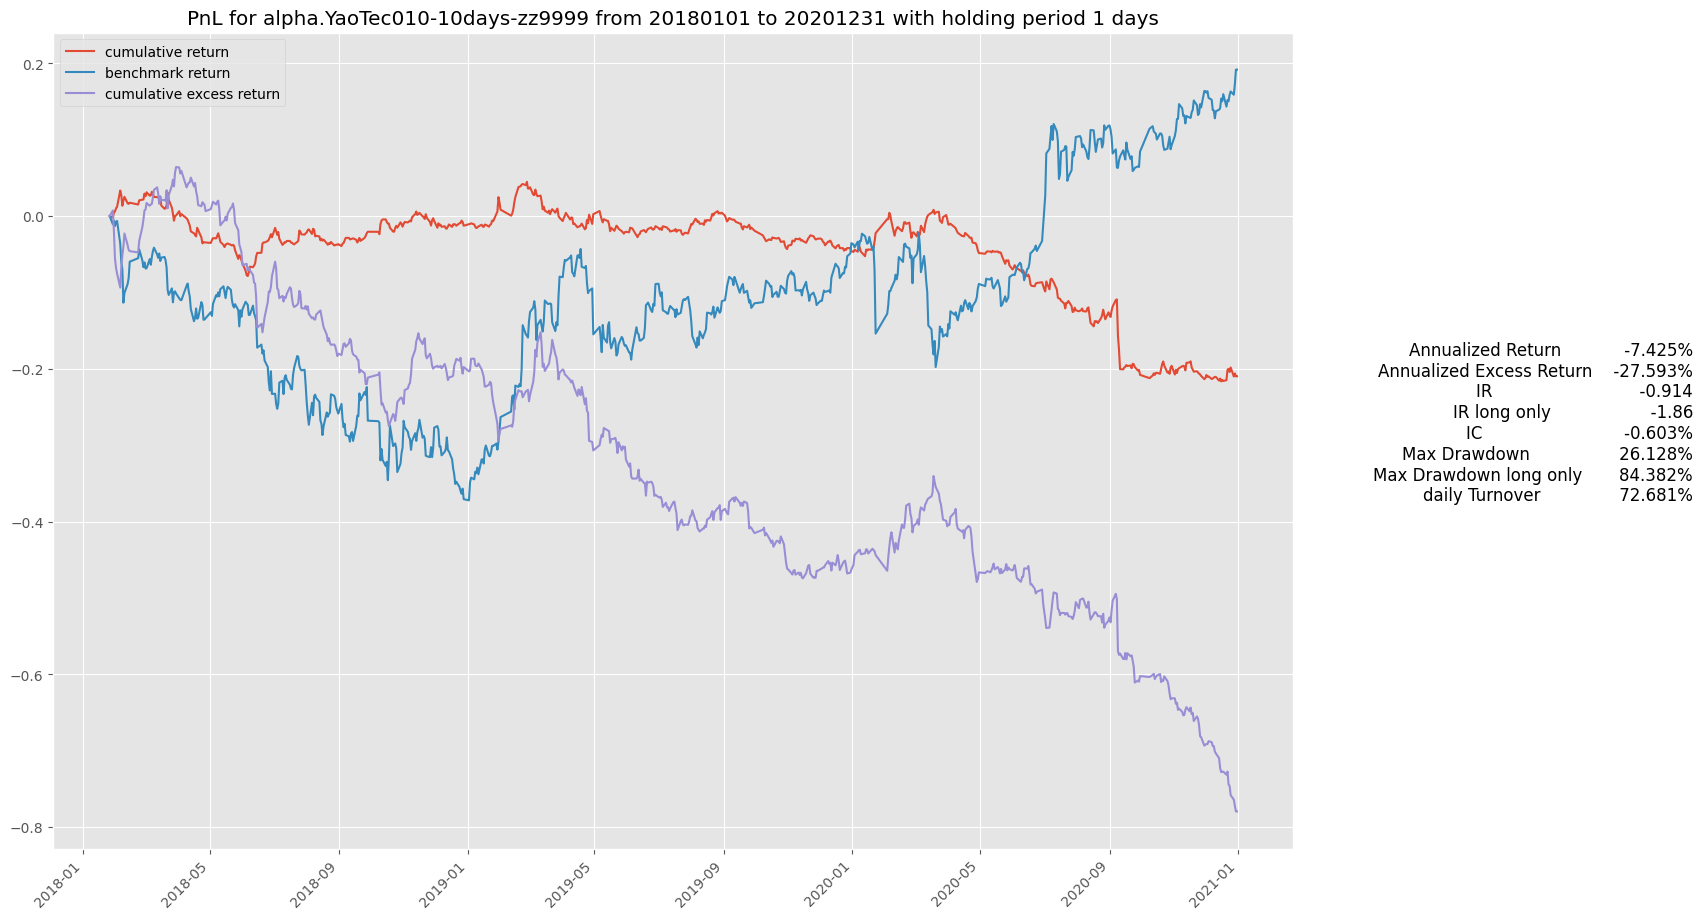 PnL for alpha.YaoTec010-10days-zz9999 from 20180101 to 20201231 with holding period 1 days
cumulative return
benchmark return
cumulative excess return
0.2
0.0
−0.2
−0.4
−0.6
−0.8
2018-01
2018-05
2018-09
2019-01
2019-05
2019-09
2020-01
2020-05
2020-09
2021-01
Annualized Return -7.425%
Annualized Excess Return -27.593%
IR -0.914
IR long only -1.86
IC -0.603%
Max Drawdown 26.128%
Max Drawdown long only 84.382%
daily Turnover 72.681%